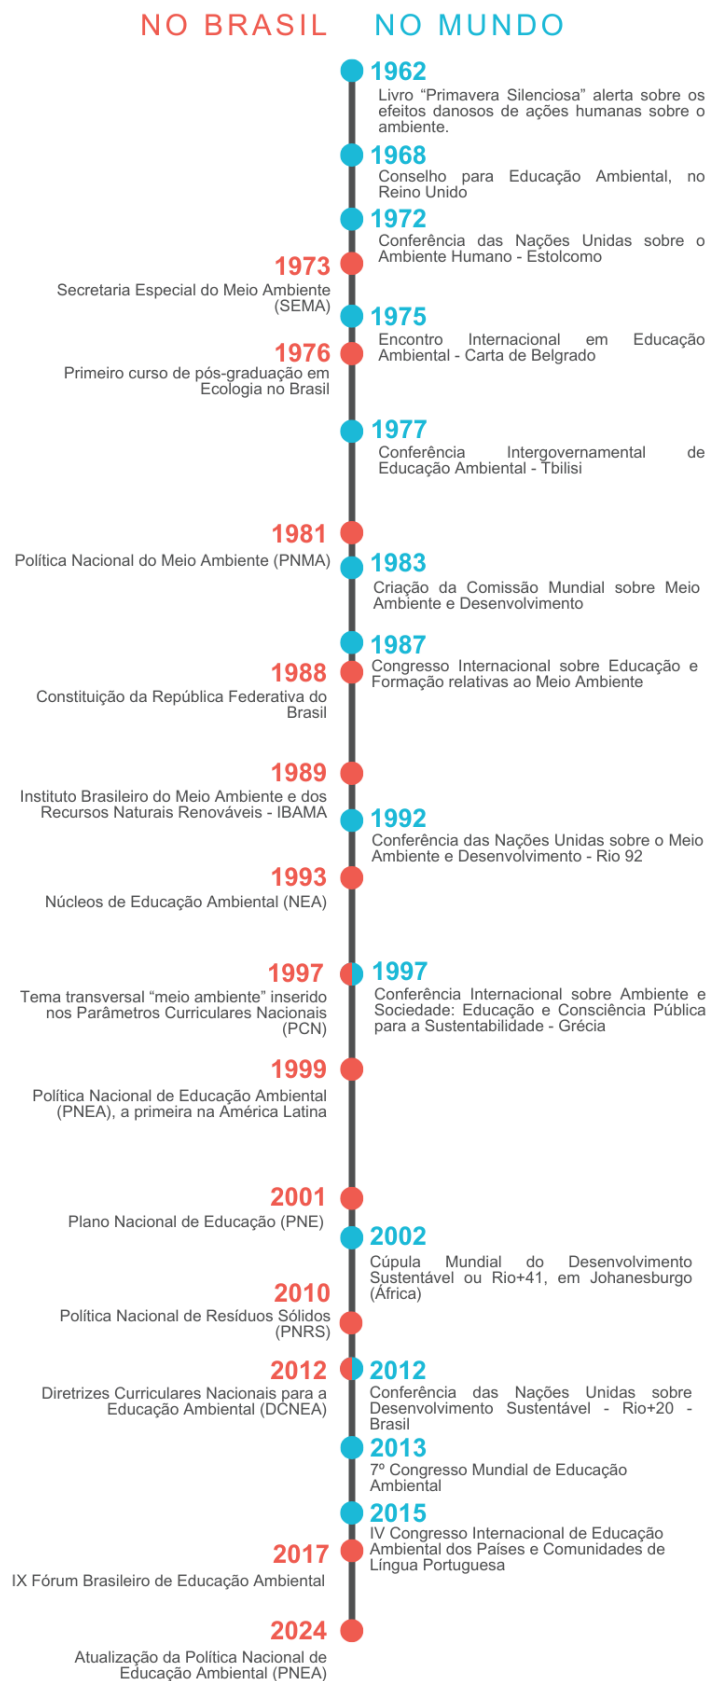 NO BRASIL
NO MUNDO
1962
Livro “Primavera Silenciosa” alerta sobre os
efeitos danosos de ações humanas sobre o
ambiente.
1968
Conselho para Educação Ambiental, no
Reino Unido
1972
Conferência das Nações Unidas sobre o
Ambiente Humano - Estolcomo
1973
Secretaria Especial do Meio Ambiente
(SEMA)
1975
Encontro Internacional em Educação
Ambiental - Carta de Belgrado
1976
Primeiro curso de pós-graduação em
Ecologia no Brasil
1977
Conferência Intergovernamental de
Educação Ambiental - Tbilisi
1981
Política Nacional do Meio Ambiente (PNMA)
1983
Criação da Comissão Mundial sobre Meio
Ambiente e Desenvolvimento
1987
Congresso Internacional sobre Educação e
Formação relativas ao Meio Ambiente
1988
Constituição da República Federativa do
Brasil
1989
Instituto Brasileiro do Meio Ambiente e dos
Recursos Naturais Renováveis - IBAMA
1992
Conferência das Nações Unidas sobre o Meio
Ambiente e Desenvolvimento - Rio 92
1993
Núcleos de Educação Ambiental (NEA)
1997
Tema transversal “meio ambiente” inserido
nos Parâmetros Curriculares Nacionais
(PCN)
1997
Conferência Internacional sobre Ambiente e
Sociedade: Educação e Consciência Pública
para a Sustentabilidade - Grécia
1999
Política Nacional de Educação Ambiental
(PNEA), a primeira na América Latina
2001
Plano Nacional de Educação (PNE)
2002
Cúpula Mundial do Desenvolvimento
Sustentável ou Rio+41, em Johanesburgo
(África)
2010
Política Nacional de Resíduos Sólidos
(PNRS)
2012
Diretrizes Curriculares Nacionais para a
Educação Ambiental (DCNEA)
2012
Conferência das Nações Unidas sobre
Desenvolvimento Sustentável - Rio+20 -
Brasil
2013
7º Congresso Mundial de Educação
Ambiental
2015
IV Congresso Internacional de Educação
Ambiental dos Países e Comunidades de
Língua Portuguesa
2017
IX Fórum Brasileiro de Educação Ambiental
2024
Atualização da Política Nacional de
Educação Ambiental (PNEA)